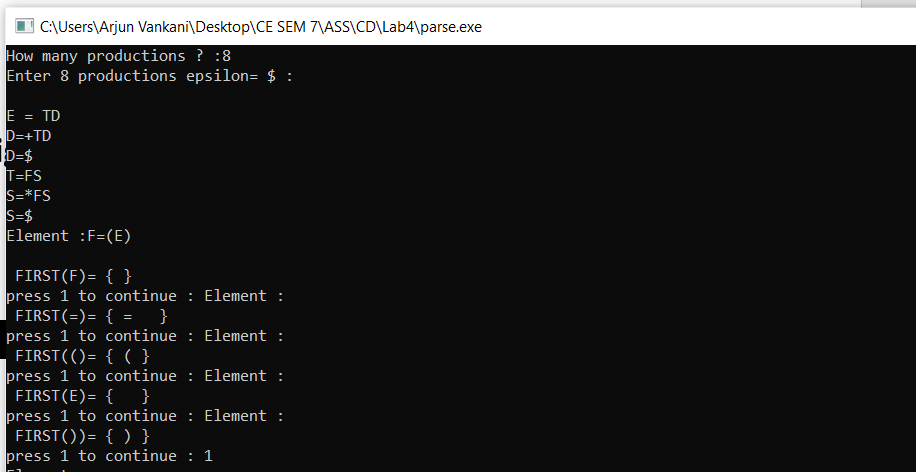 C:\Users\Arjun Vankani\Desktop\CE SEM 7\ASS\CD\Lab4\parse.exe
How many productions ? :8
Enter 8 productions epsilon= $ :
E = TD
D=+TD
D=$
T=FS
S=*FS
S=$
Element :F=(E)
FIRST(F)= { }
press 1 to continue : Element :
FIRST(=)= { =   }
press 1 to continue : Element :
FIRST(()= { ( }
press 1 to continue : Element :
FIRST(E)= {   }
press 1 to continue : Element :
FIRST())= { ) }
press 1 to continue : 1